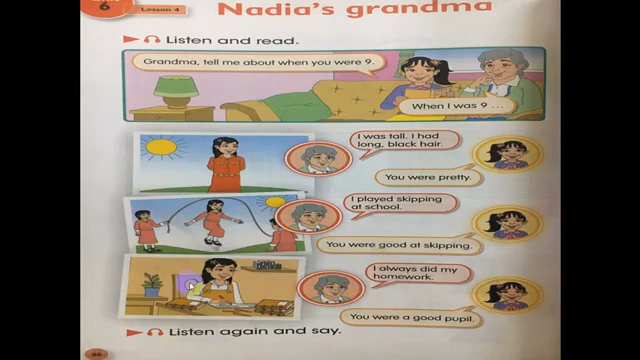 6
Lesson 4
Nadia's grandma
Listen and read.
Grandma, tell me about when you were 9.
When I was 9 ...
I was tall. I had
long, black hair.
You were pretty.
I played skipping
at school.
You were good at skipping.
I always did my
homework.
You were a good pupil.
Listen again and say.